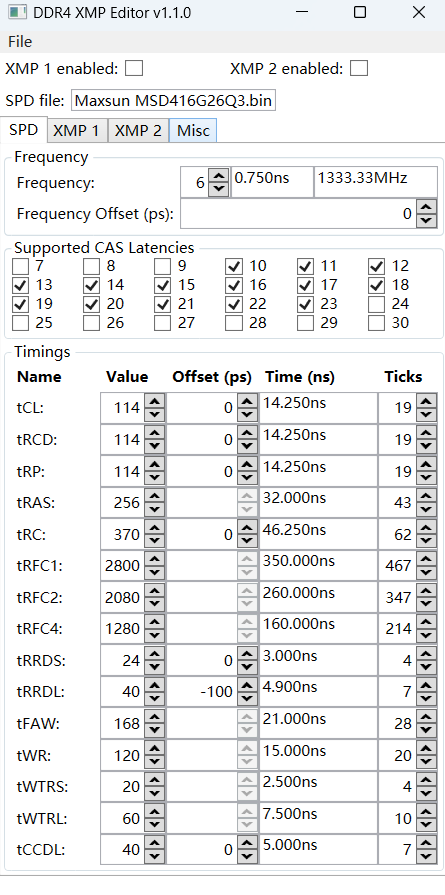 DDR4 XMP Editor v1.1.0
File
XMP 1 enabled: XMP 2 enabled:
SPD file: Maxsun MSD416G26Q3.bin
SPD XMP 1 XMP 2 Misc
Frequency
Frequency: 6 0.750ns 1333.33MHz
Frequency Offset (ps): 0
Supported CAS Latencies
7 8 9 10 11 12
13 14 15 16 17 18
19 20 21 22 23 24
25 26 27 28 29 30
Timings
Name Value Offset (ps) Time (ns) Ticks
tCL: 114 0 14.250ns 19
tRCD: 114 0 14.250ns 19
tRP: 114 0 14.250ns 19
tRAS: 256 32.000ns 43
tRC: 370 0 46.250ns 62
tRFC1: 2800 350.000ns 467
tRFC2: 2080 260.000ns 347
tRFC4: 1280 160.000ns 214
tRRDS: 24 0 3.000ns 4
tRRDL: 40 -100 4.900ns 7
tFAW: 168 21.000ns 28
tWR: 120 15.000ns 20
tWTRS: 20 2.500ns 4
tWTRL: 60 7.500ns 10
tCCDL: 40 0 5.000ns 7